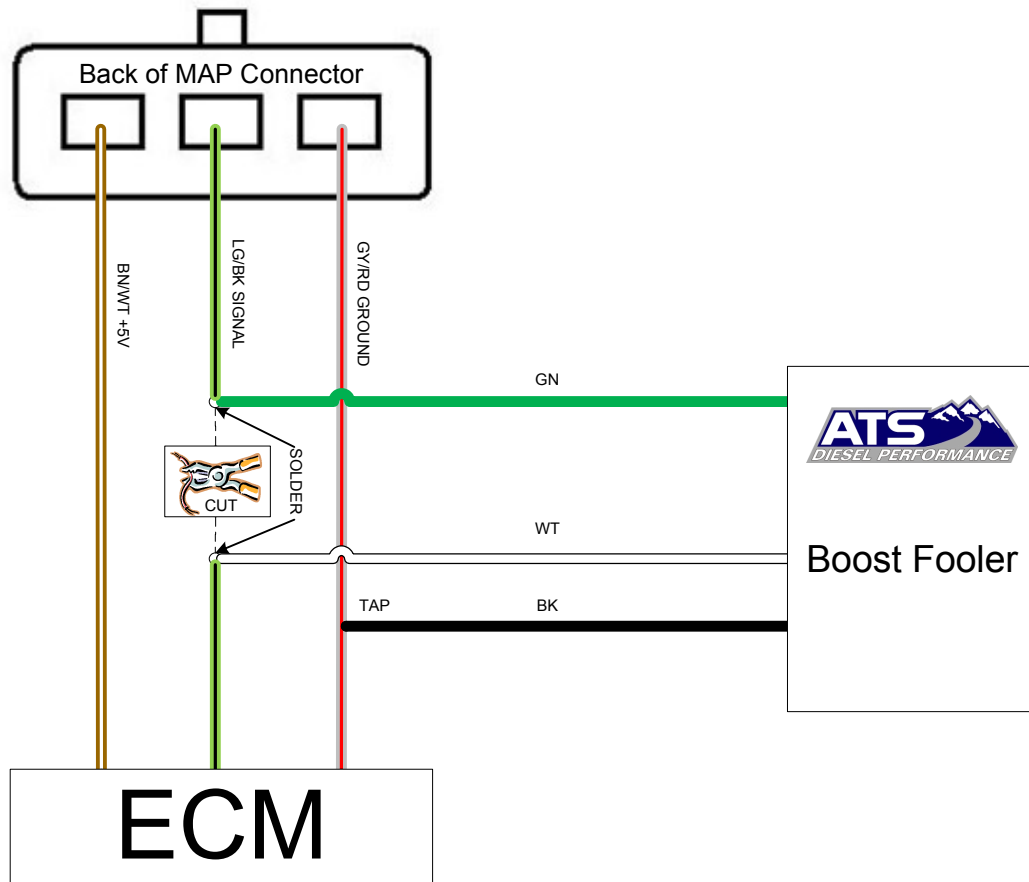 Back of MAP Connector
BN/WT +5V
LG/BK SIGNAL
GY/RD GROUND
GN
ATS
DIESEL PERFORMANCE
SOLDER
CUT
WT
Boost Fooler
TAP
BK
ECM